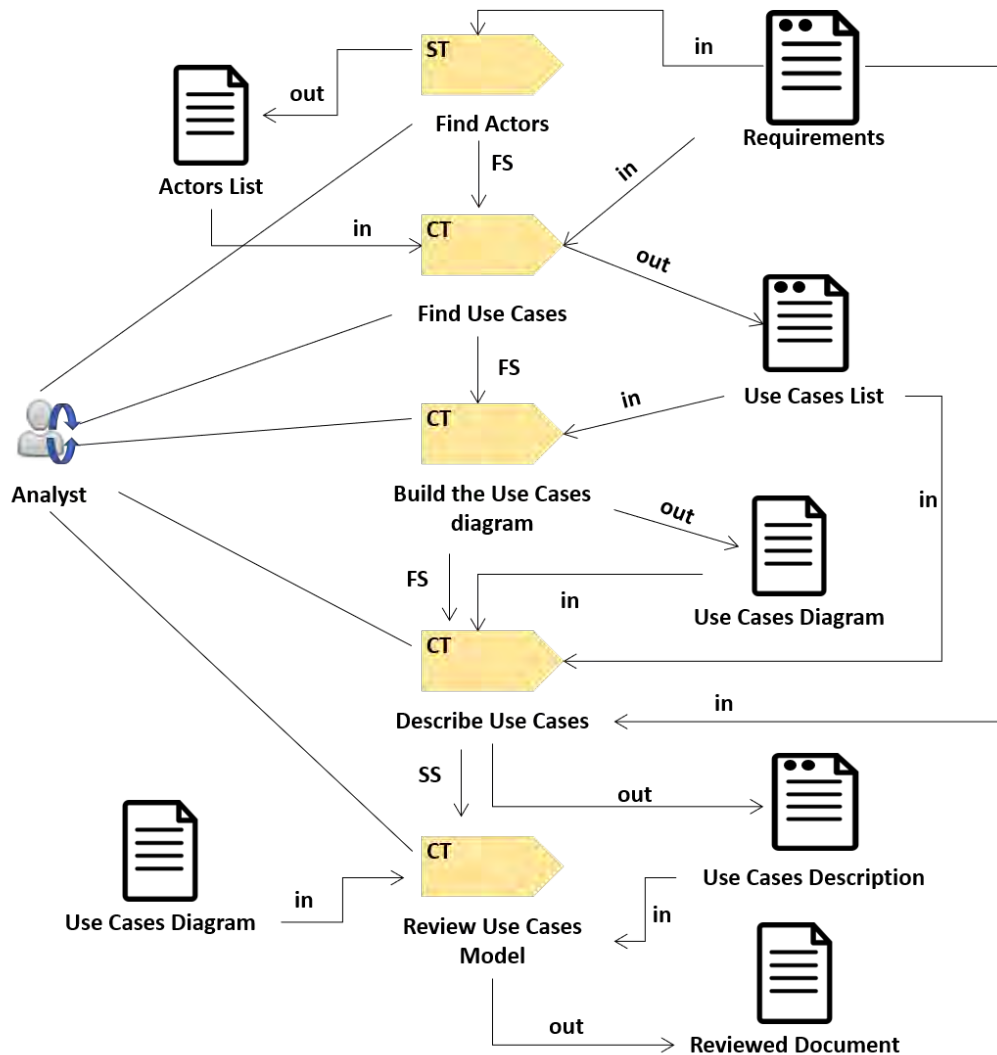 ST
in
out
Find Actors
Requirements
FS
in
Actors List
in
CT
out
Find Use Cases
FS
Use Cases List
in
CT
Analyst
Build the Use Cases
diagram
out
in
FS
in
Use Cases Diagram
CT
Describe Use Cases
in
SS
out
CT
Use Cases Diagram
in
Use Cases Description
in
Review Use Cases
Model
out
Reviewed Document